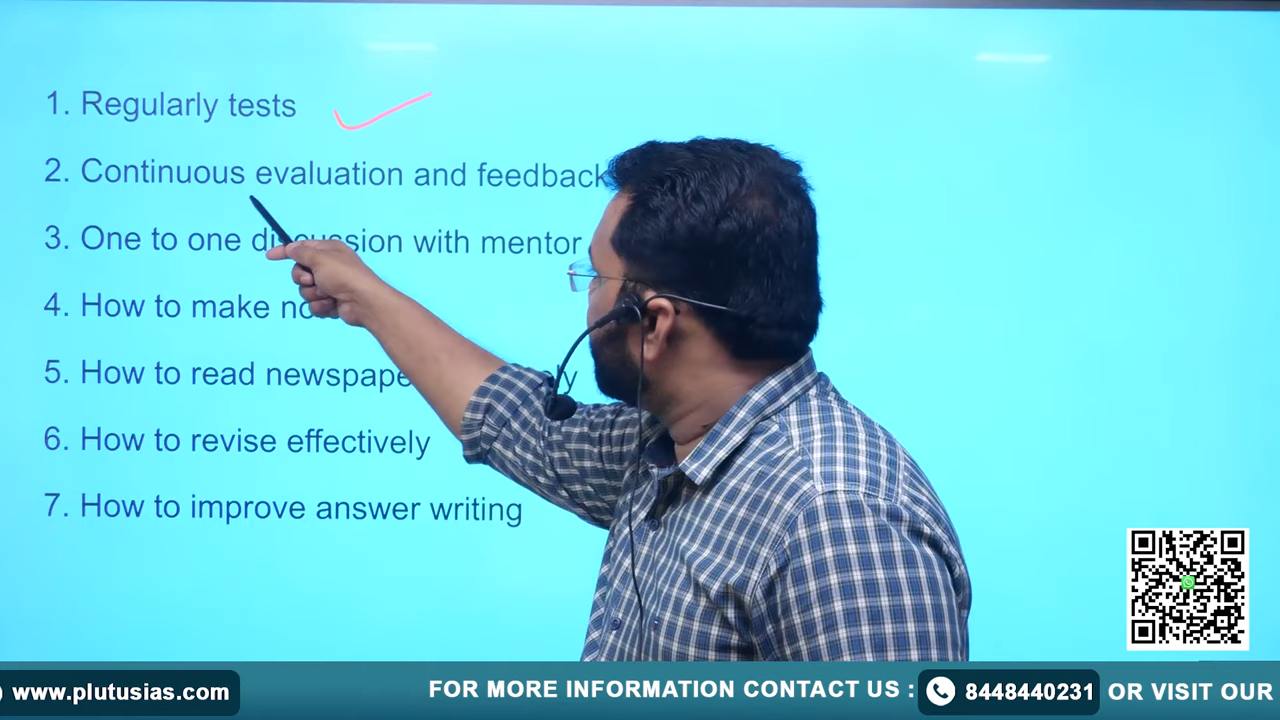 1. Regularly tests
2. Continuous evaluation and feedback
3. One to one discussion with mentor
4. How to make
5. How to read
6. How to revise effectively
7. How to improve answer writing
www.plutusias.com
FOR MORE INFORMATION CONTACT US : 8448440231 OR VISIT OUR